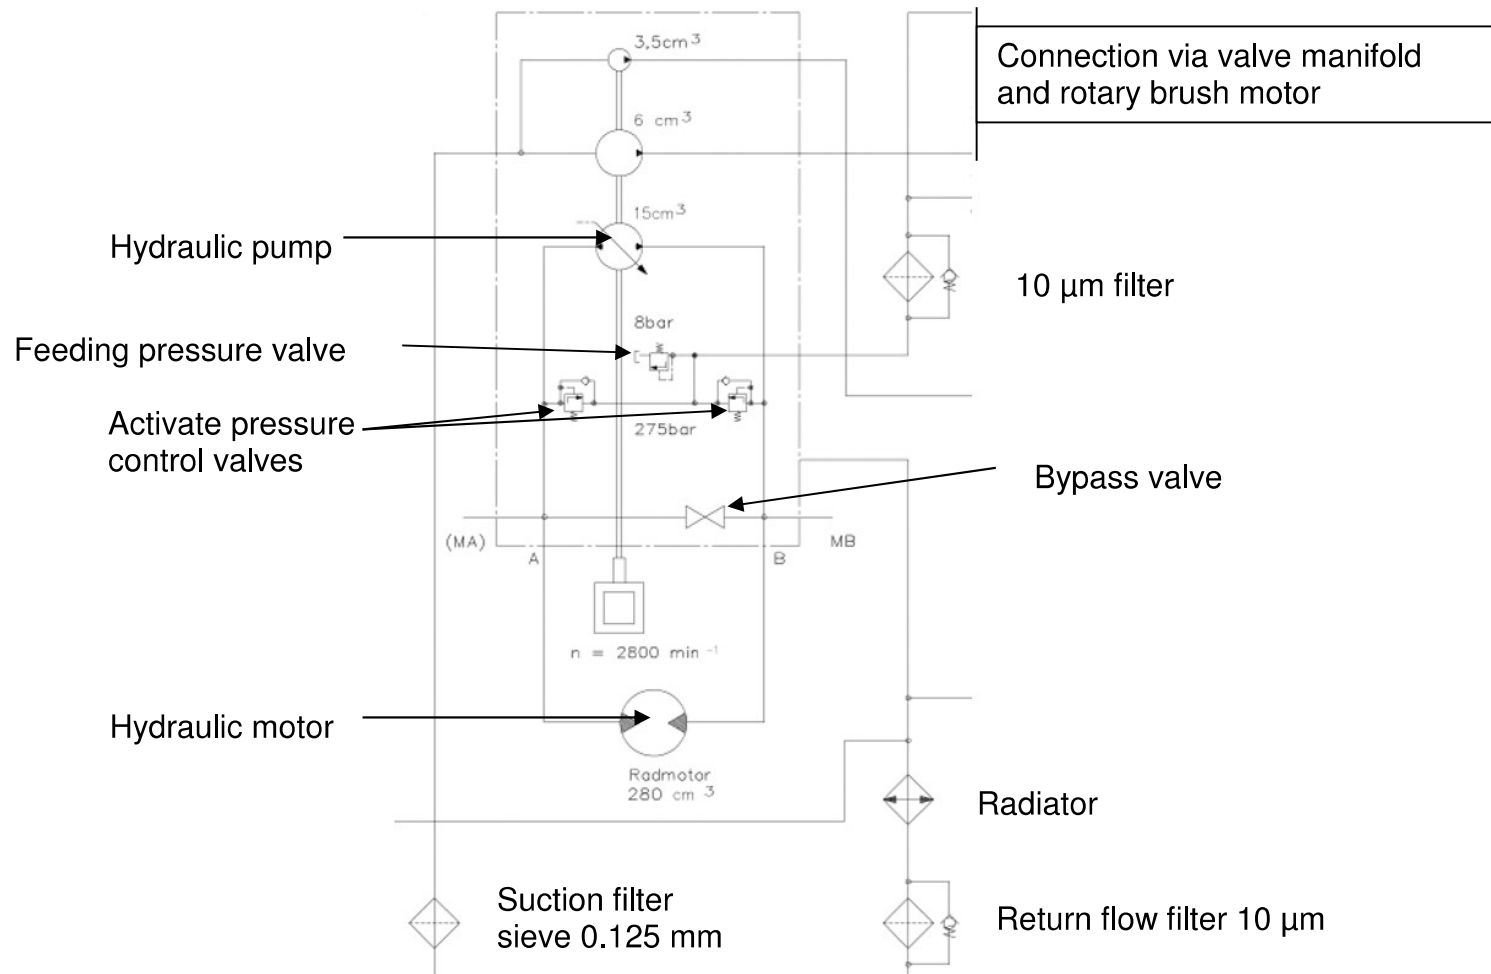 3,5cm³
Connection via valve manifold
and rotary brush motor
6 cm³
15cm³
Hydraulic pump
10 µm filter
8bar
Feeding pressure valve
Activate pressure
control valves
275bar
Bypass valve
(MA)
A
B
MB
n = 2800 min⁻¹
Hydraulic motor
Radmotor
280 cm³
Radiator
Suction filter
sieve 0.125 mm
Return flow filter 10 µm